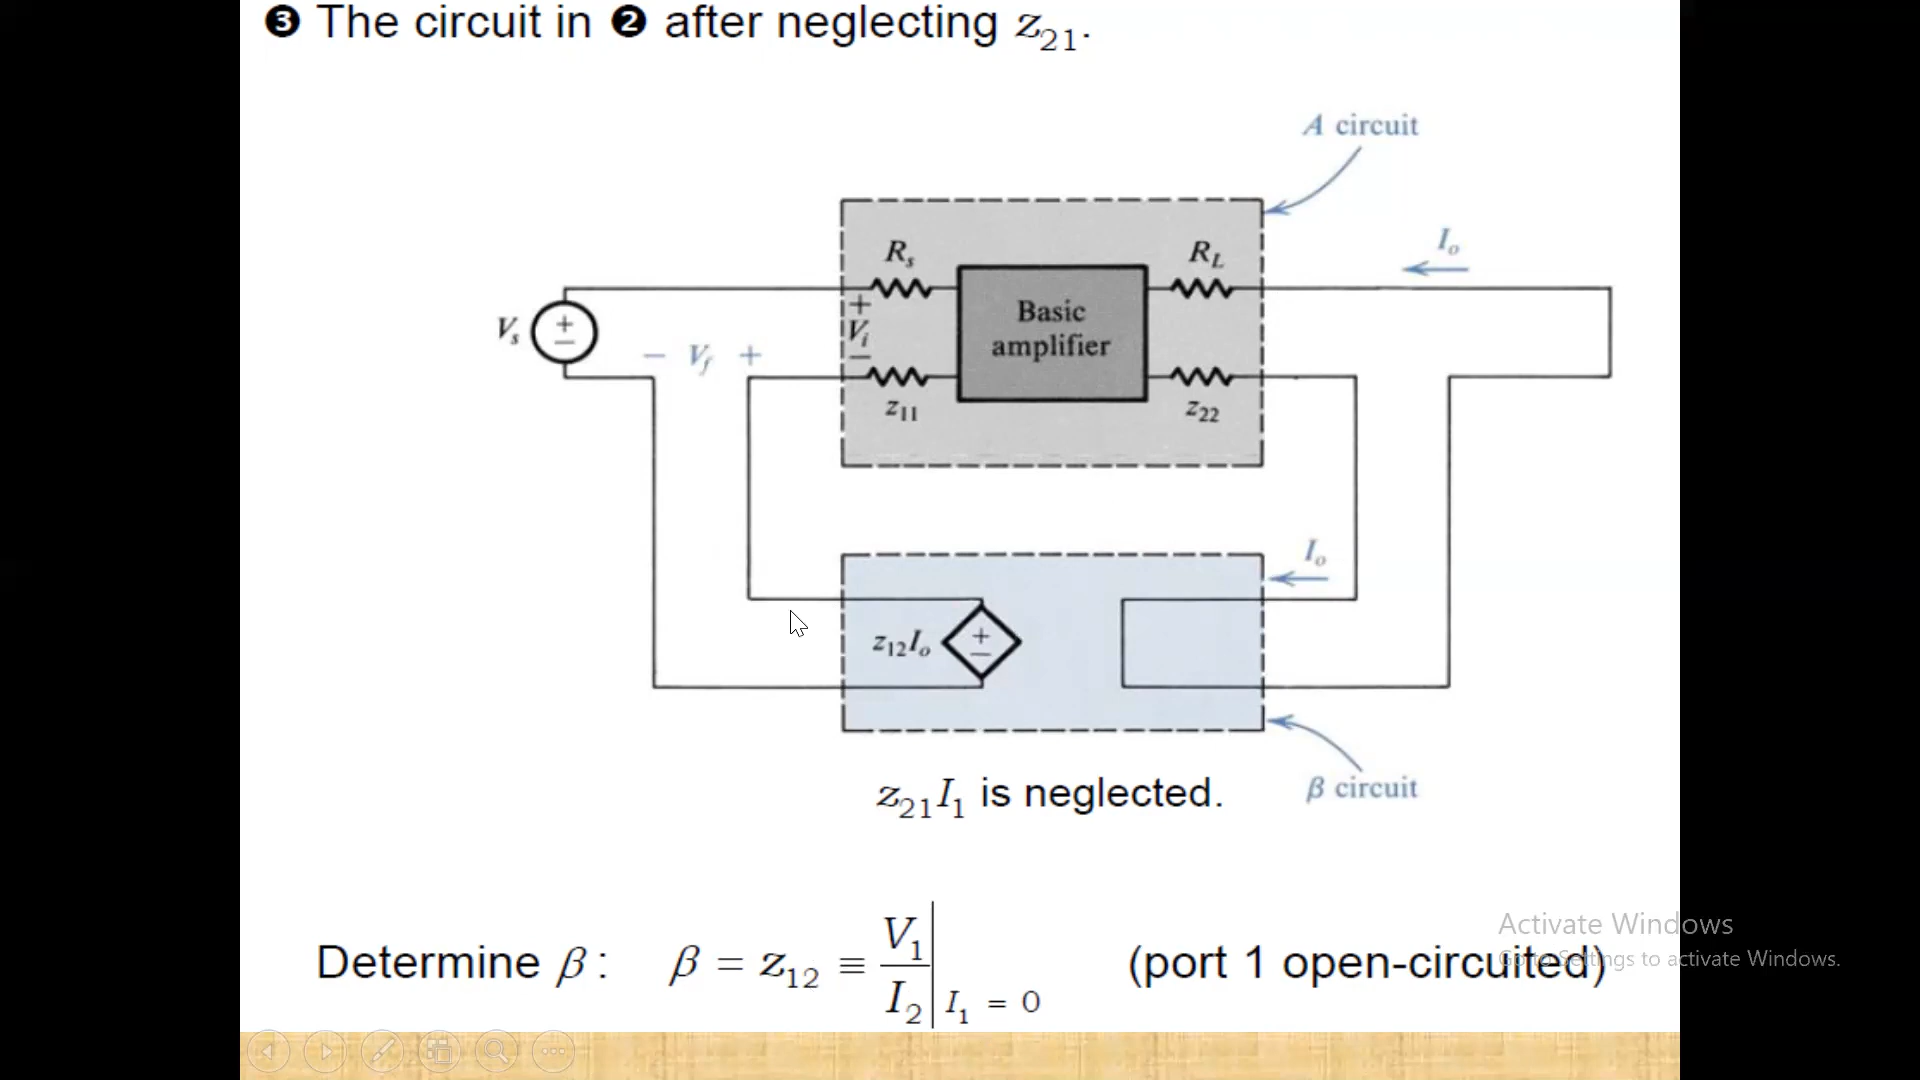 ❸ The circuit in ❷ after neglecting z₂₁.
A circuit
Iₒ
Rₛ
R_L
+
Vᵢ
−
Basic
amplifier
Vₛ
+
−
− V_f +
z₁₁
z₂₂
Iₒ
z₁₂Iₒ
+
−
z₂₁I₁ is neglected.
β circuit
Determine β : β = z₁₂ ≡ V₁ / I₂ | I₁ = 0 (port 1 open-circuited)
Activate Windows
Go to Settings to activate Windows.